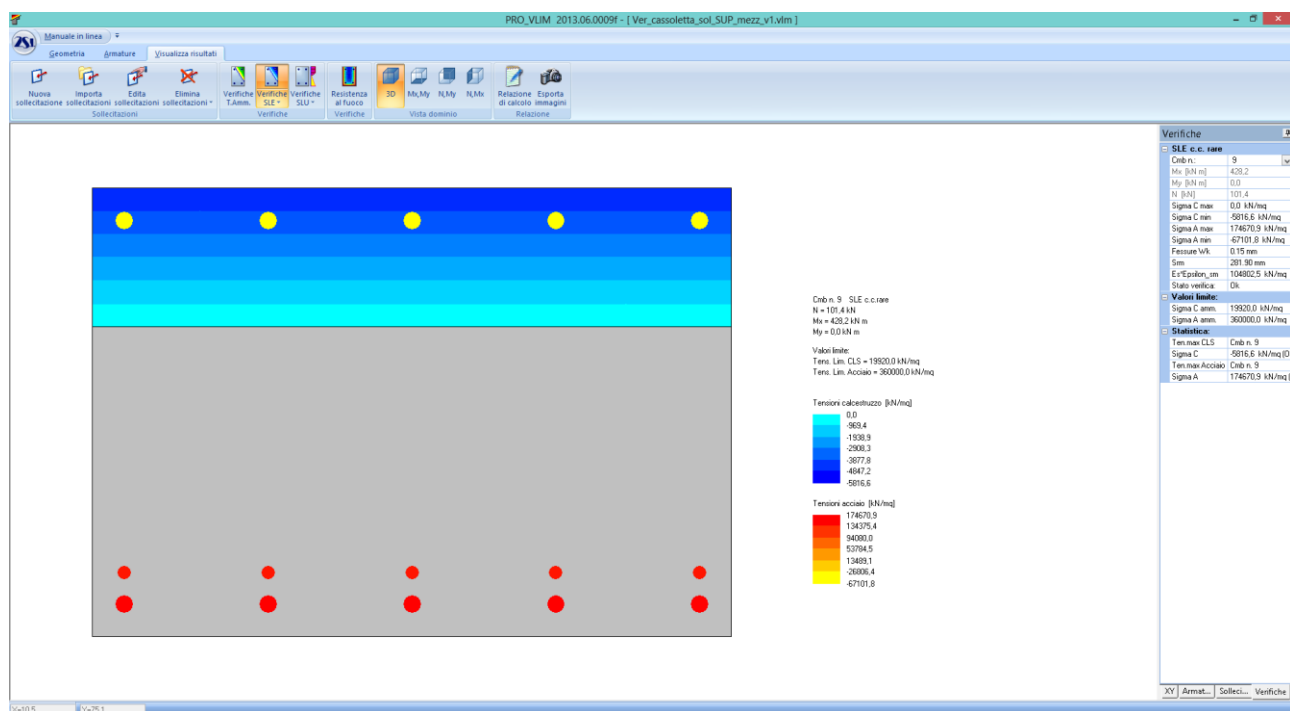 PRO_VLIM 2013.06.0009f - [ Ver_cassoletta_sol_SUP_mezz_v1.vlm ]
2SI
Manuale in linea
Geometria Armature Visualizza risultati
Nuova sollecitazione
Importa sollecitazioni
Edita sollecitazioni
Elimina sollecitazioni
Verifiche T.Amm.
Verifiche SLE
Verifiche SLU
Resistenza al fuoco
3D
Mx,My
N,My
N,Mx
Relazione di calcolo
Esporta immagini
Sollecitazioni
Verifiche
Verifiche
Vista dominio
Relazione
Cmb n. 9 SLE c.c.rare
N = 101,4 kN
Mx = 428,2 kN m
My = 0,0 kN m
Valori limite:
Tens. Lim. CLS = 19920,0 kN/mq
Tens. Lim. Acciaio = 360000,0 kN/mq
Tensioni calcestruzzo [kN/mq]
0,0
-969,4
-1938,9
-2908,3
-3877,8
-4847,2
-5816,6
Tensioni acciaio [kN/mq]
174670,9
134375,4
94080,0
53784,5
13489,1
-26806,4
-67101,8
Verifiche
SLE c.c. rare
Cmb n.: 9
Mx [kN m] 428,2
My [kN m] 0,0
N [kN] 101,4
Sigma C max 0,0 kN/mq
Sigma C min -5816,6 kN/mq
Sigma A max 174670,9 kN/mq
Sigma A min -67101,8 kN/mq
Fessure Wk 0.15 mm
Srm 281.90 mm
Es*Epsilon_sm 104802,5 kN/mq
Stato verifica: Ok
Valori limite:
Sigma C amm. 19920,0 kN/mq
Sigma A amm. 360000,0 kN/mq
Statistica:
Ten.max CLS Cmb n. 9
Sigma C -5816,6 kN/mq (O
Ten.max Acciaio Cmb n. 9
Sigma A 174670,9 kN/mq (
XY Armat... Solleci... Verifiche
Y=75,1